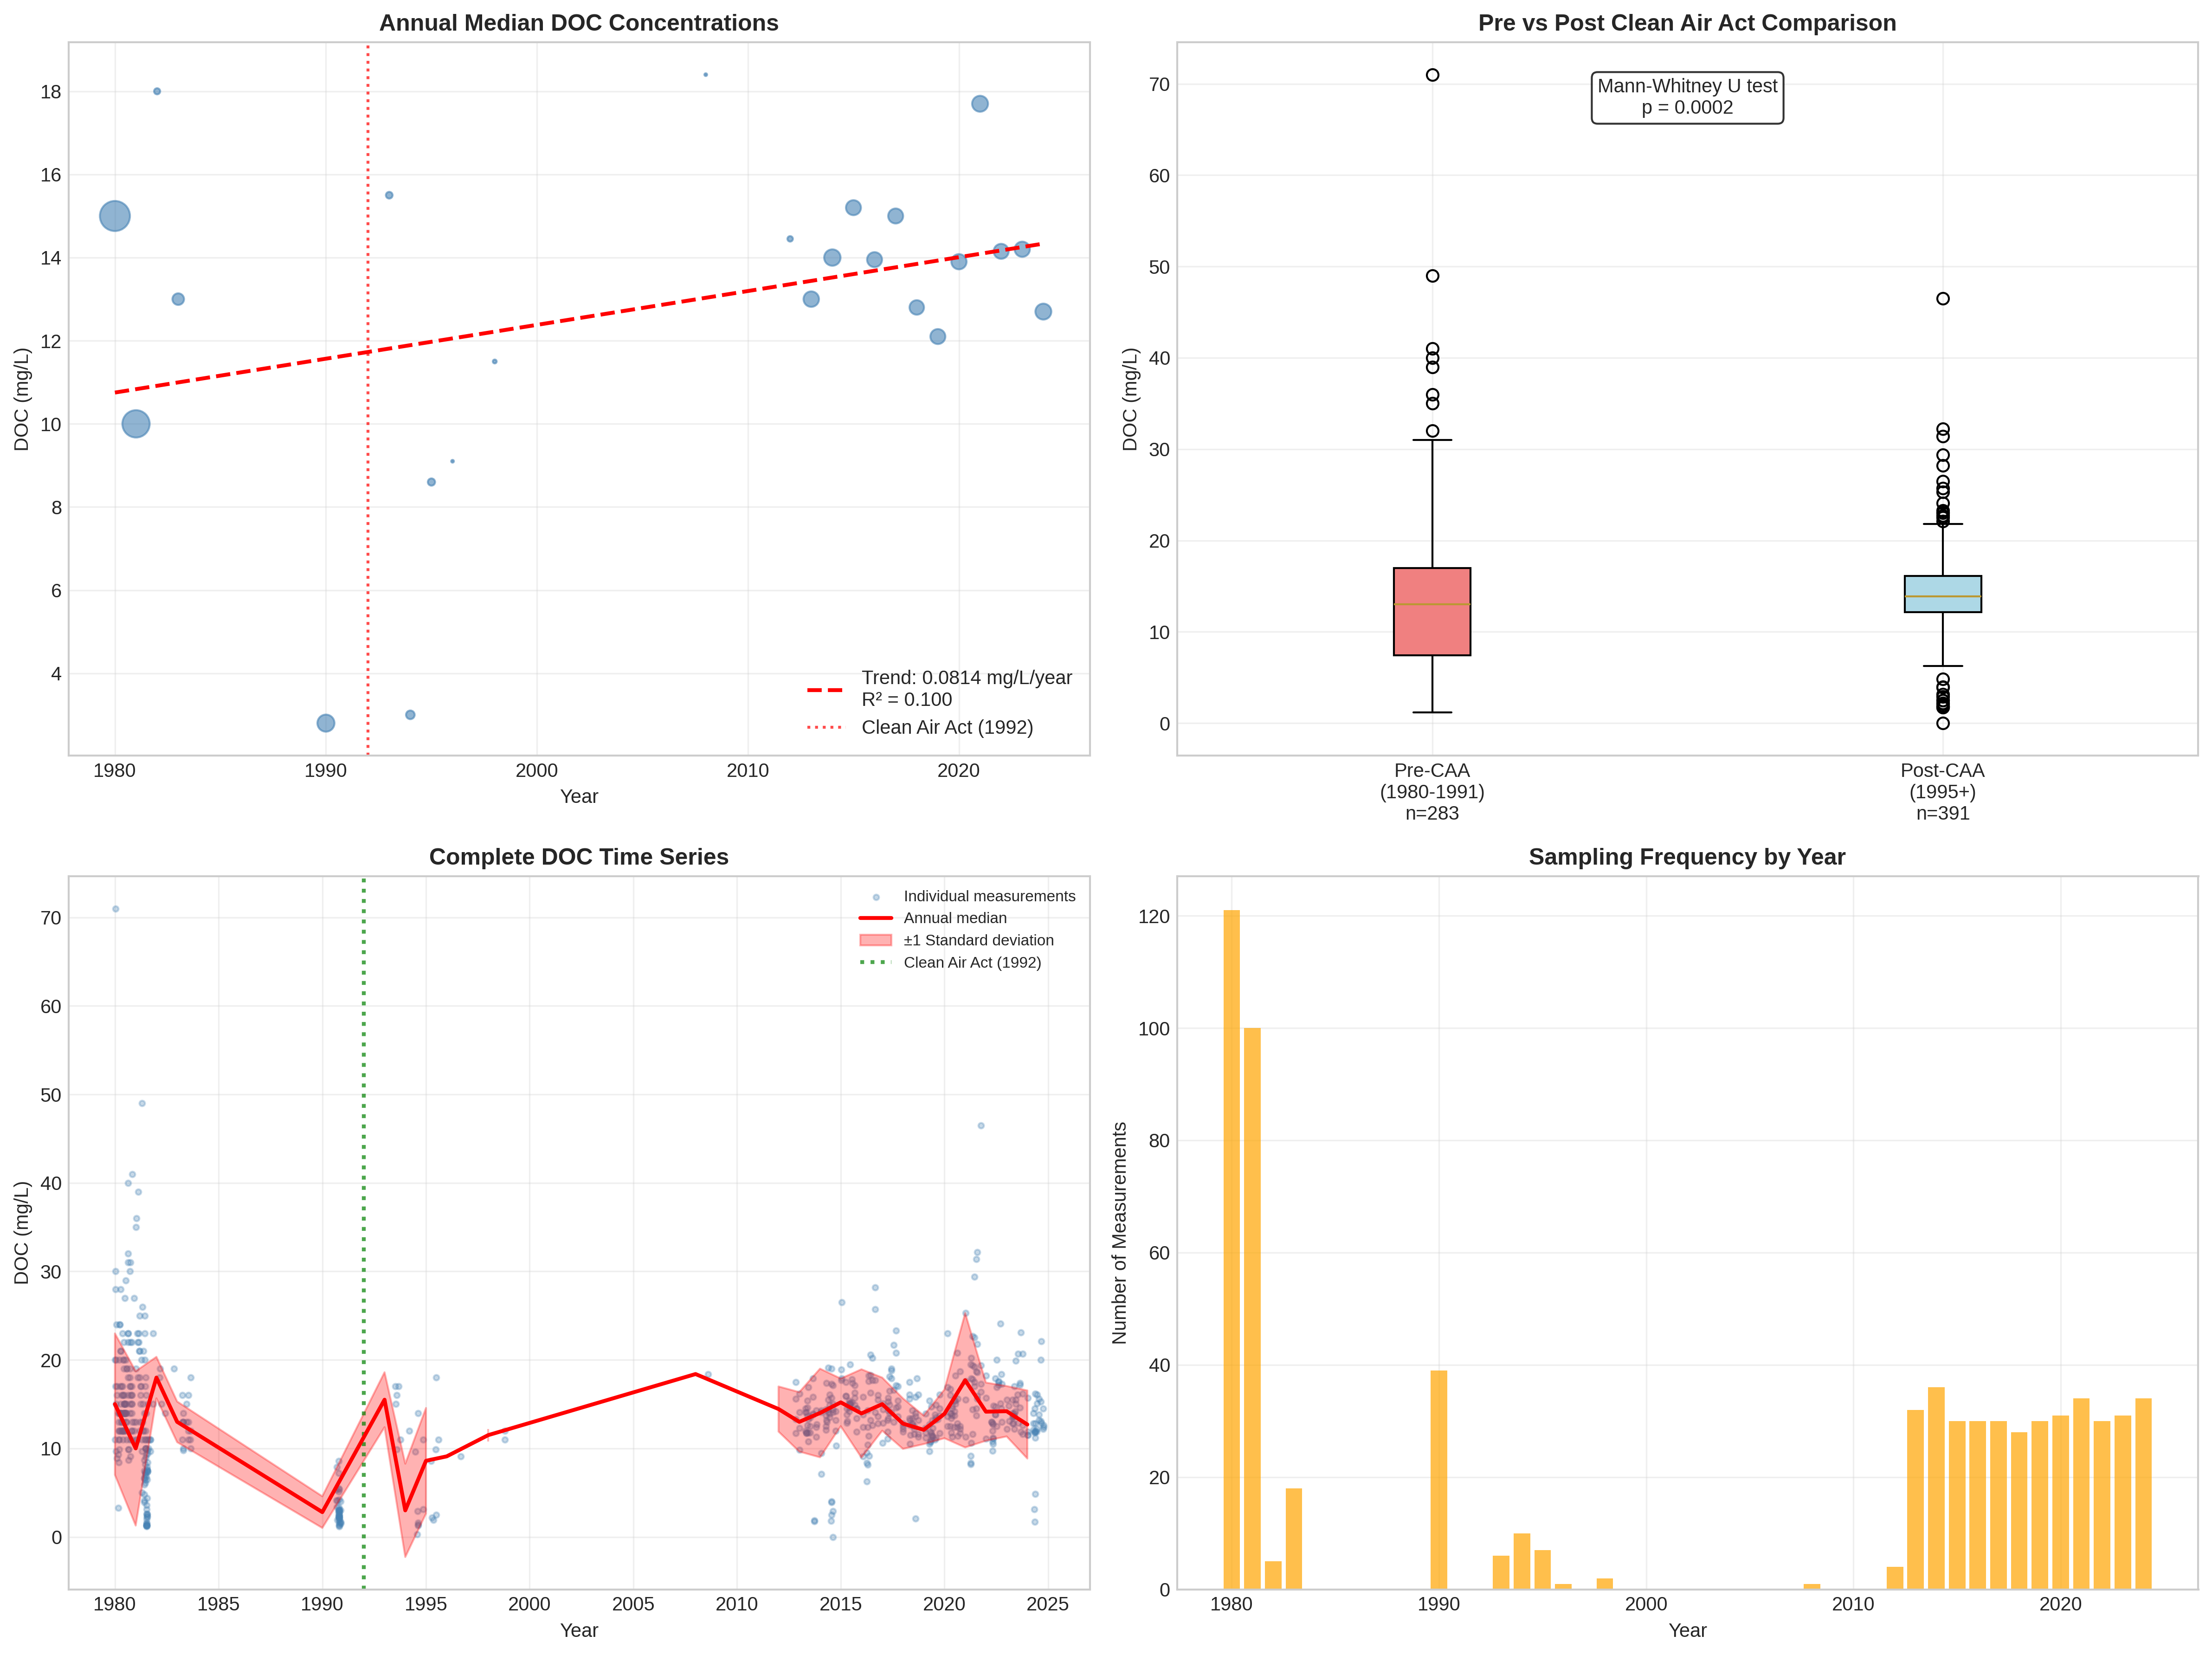 Annual Median DOC Concentrations
18
16
14
12
10
8
6
4
DOC (mg/L)
Trend: 0.0814 mg/L/year
R² = 0.100
Clean Air Act (1992)
1980
1990
2000
2010
2020
Year
Pre vs Post Clean Air Act Comparison
Mann-Whitney U test
p = 0.0002
70
60
50
40
30
20
10
0
DOC (mg/L)
Pre-CAA
(1980-1991)
n=283
Post-CAA
(1995+)
n=391
Complete DOC Time Series
Individual measurements
Annual median
±1 Standard deviation
Clean Air Act (1992)
70
60
50
40
30
20
10
0
DOC (mg/L)
1980
1985
1990
1995
2000
2005
2010
2015
2020
2025
Year
Sampling Frequency by Year
120
100
80
60
40
20
0
Number of Measurements
1980
1990
2000
2010
2020
Year